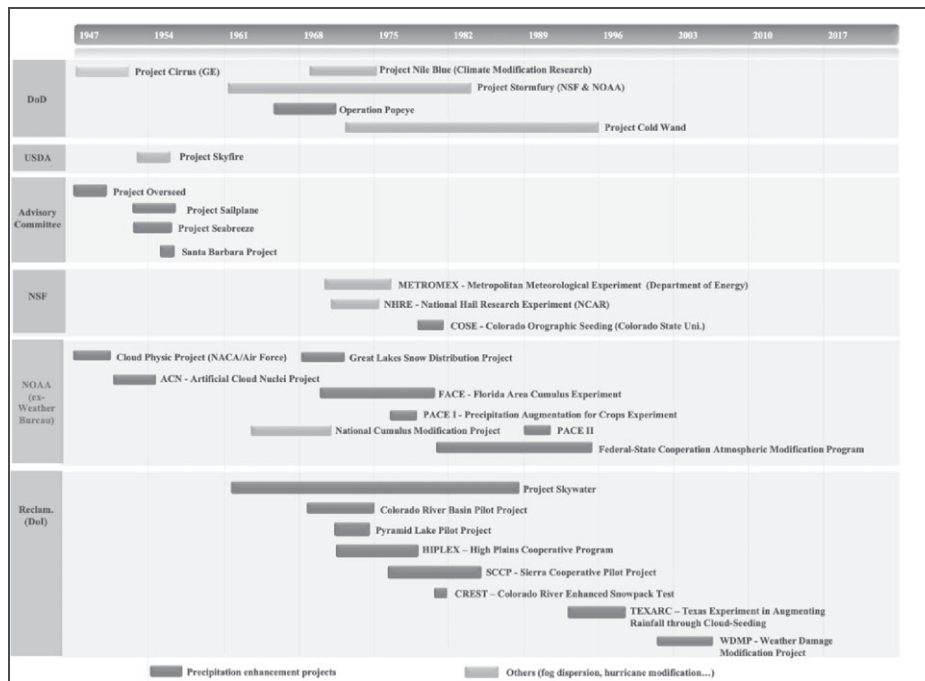 1947 1954 1961 1968 1975 1982 1989 1996 2003 2010 2017
DoD
Project Cirrus (GE)
Project Nile Blue (Climate Modification Research)
Project Stormfury (NSF & NOAA)
Operation Popeye
Project Cold Wand
USDA
Project Skyfire
Advisory
Committee
Project Overseed
Project Sailplane
Project Seabreeze
Santa Barbara Project
NSF
METROMEX - Metropolitan Meteorological Experiment (Department of Energy)
NHRE - National Hail Research Experiment (NCAR)
COSE - Colorado Orographic Seeding (Colorado State Uni.)
NOAA
(ex-
Weather
Bureau)
Cloud Physic Project (NACA/Air Force)
Great Lakes Snow Distribution Project
ACN - Artificial Cloud Nuclei Project
FACE - Florida Area Cumulus Experiment
PACE I - Precipitation Augmentation for Crops Experiment
National Cumulus Modification Project
PACE II
Federal-State Cooperation Atmospheric Modification Program
Reclam.
(DoI)
Project Skywater
Colorado River Basin Pilot Project
Pyramid Lake Pilot Project
HIPLEX – High Plains Cooperative Program
SCCP - Sierra Cooperative Pilot Project
CREST – Colorado River Enhanced Snowpack Test
TEXARC – Texas Experiment in Augmenting
Rainfall through Cloud-Seeding
WDMP - Weather Damage
Modification Project
Precipitation enhancement projects
Others (fog dispersion, hurricane modification...)